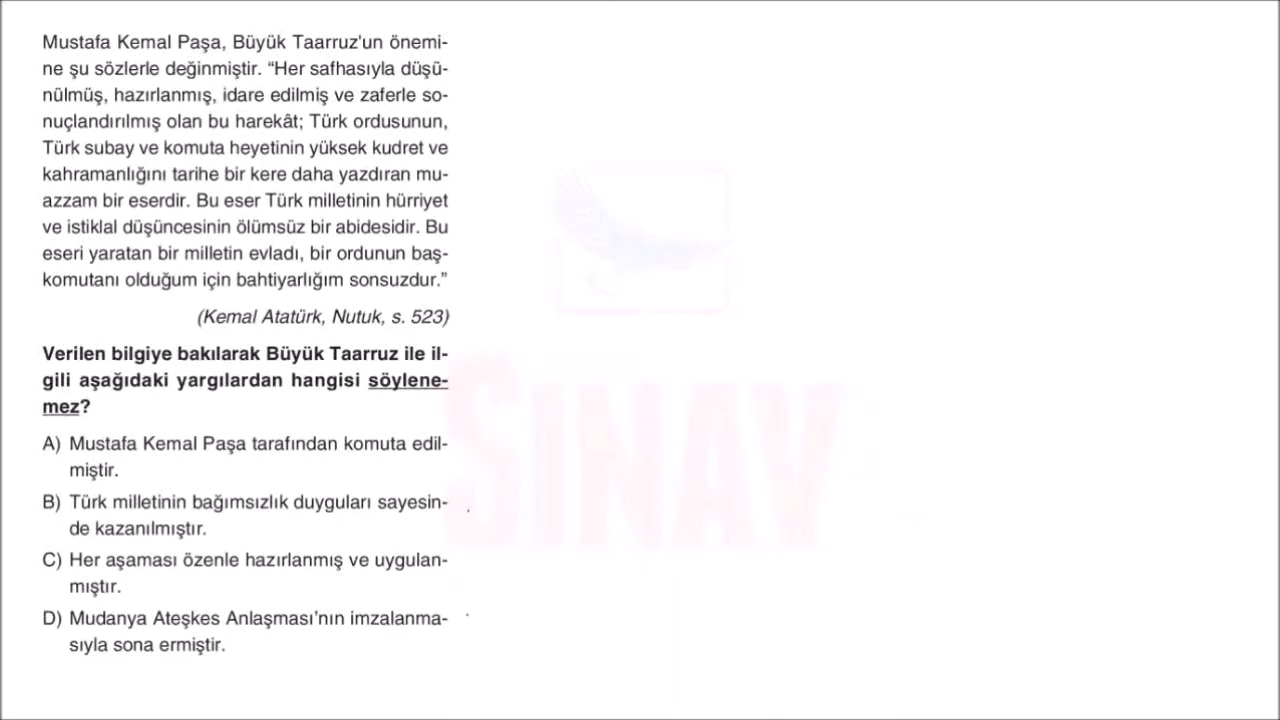 Mustafa Kemal Paşa, Büyük Taarruz'un önemi-
ne şu sözlerle değinmiştir. “Her safhasıyla düşü-
nülmüş, hazırlanmış, idare edilmiş ve zaferle so-
nuçlandırılmış olan bu harekât; Türk ordusunun,
Türk subay ve komuta heyetinin yüksek kudret ve
kahramanlığını tarihe bir kere daha yazdıran mu-
azzam bir eserdir. Bu eser Türk milletinin hürriyet
ve istiklal düşüncesinin ölümsüz bir abidesidir. Bu
eseri yaratan bir milletin evladı, bir ordunun baş-
komutanı olduğum için bahtiyarlığım sonsuzdur.”
(Kemal Atatürk, Nutuk, s. 523)
Verilen bilgiye bakılarak Büyük Taarruz ile il-
gili aşağıdaki yargılardan hangisi söylene-
mez?
A) Mustafa Kemal Paşa tarafından komuta edil-
miştir.
B) Türk milletinin bağımsızlık duyguları sayesin-
de kazanılmıştır.
C) Her aşaması özenle hazırlanmış ve uygulan-
mıştır.
D) Mudanya Ateşkes Anlaşması’nın imzalanma-
sıyla sona ermiştir.
SINAV